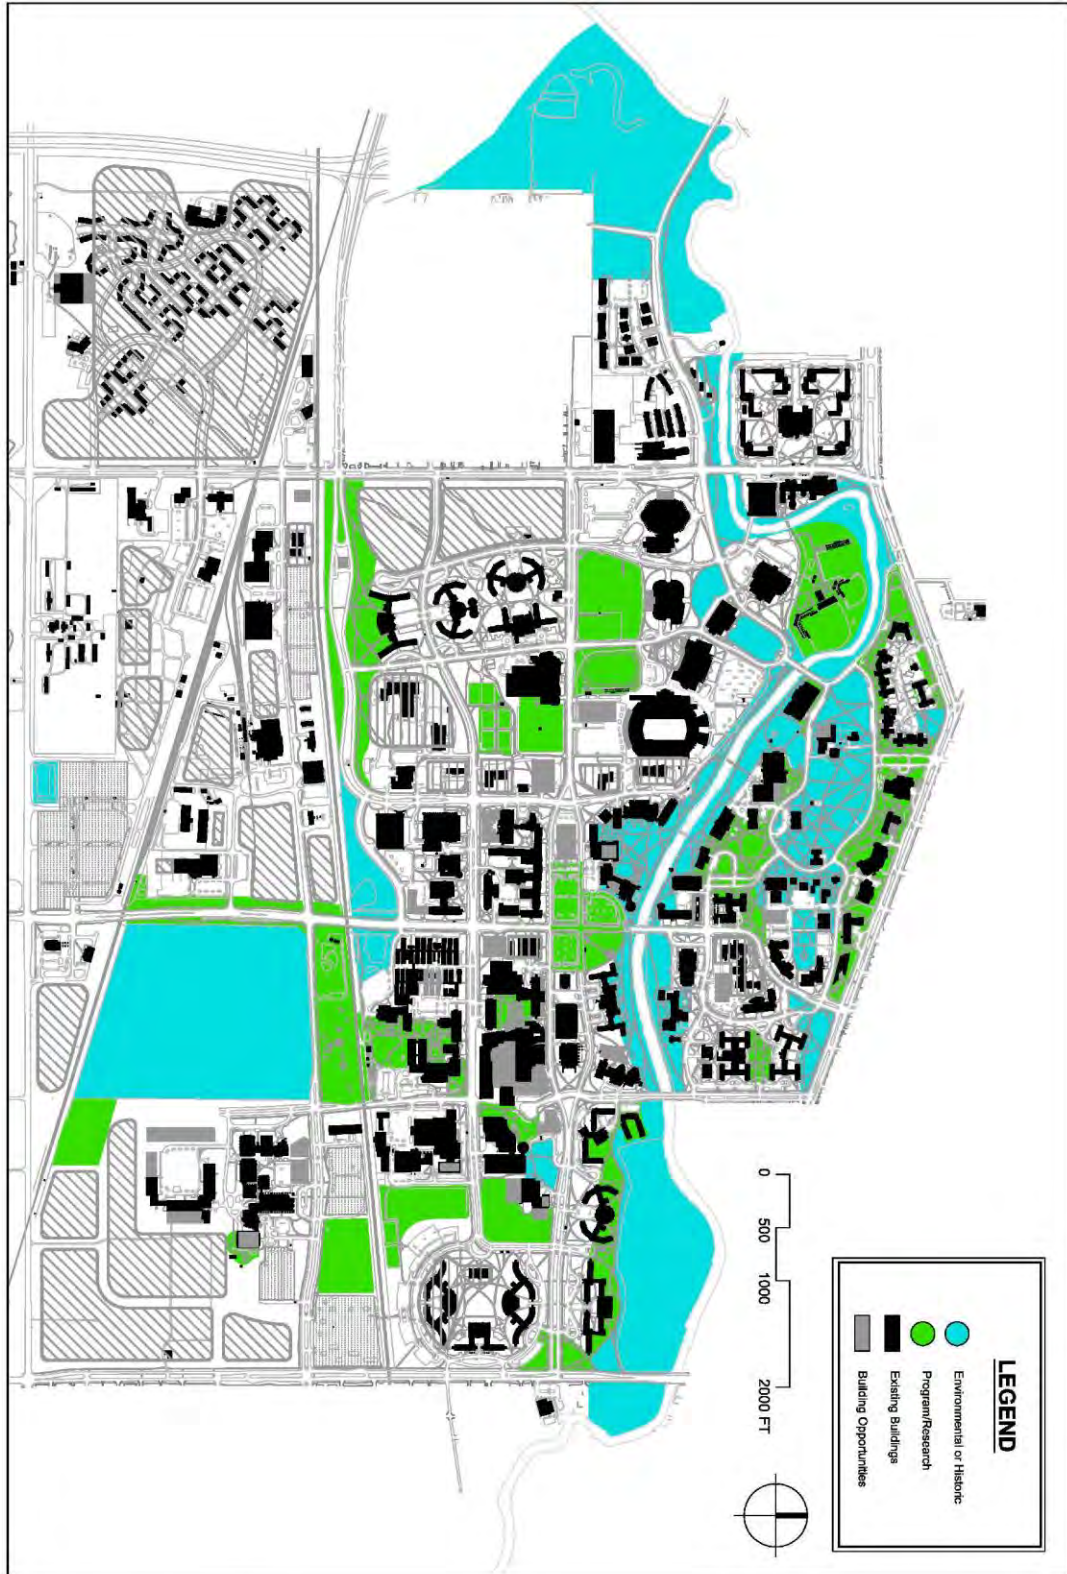 LEGEND
Environmental or Historic
Program/Research
Existing Buildings
Building Opportunities
0
500
1000
2000 FT